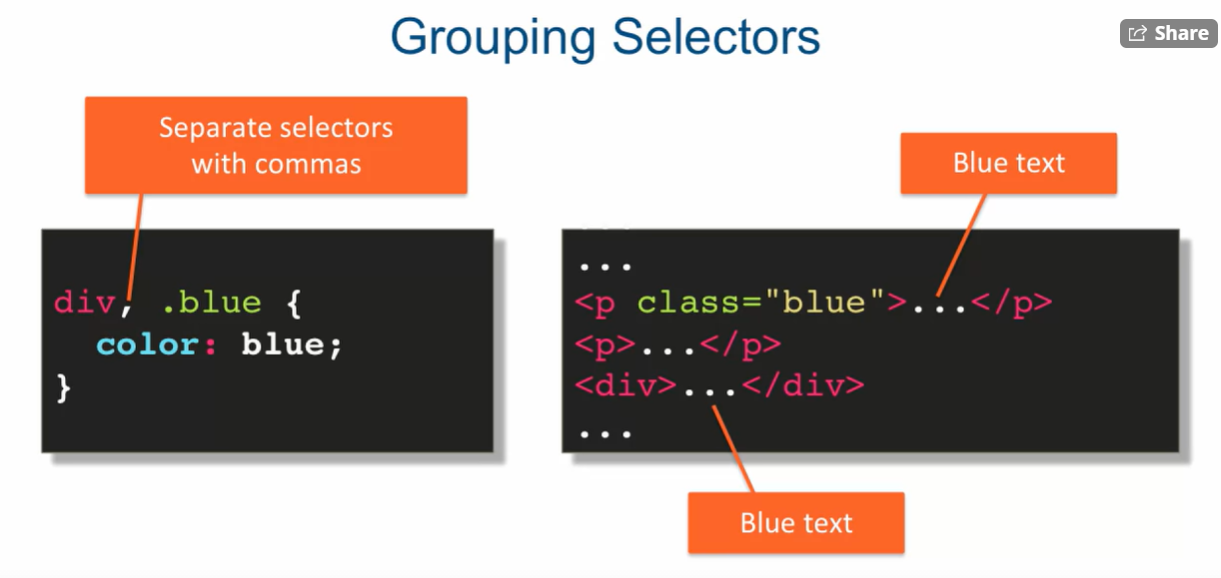 Grouping Selectors
Share
Separate selectors
with commas
Blue text
div, .blue {
  color: blue;
}
...
...
<p class="blue">...</p>
<p>...</p>
<div>...</div>
...
Blue text